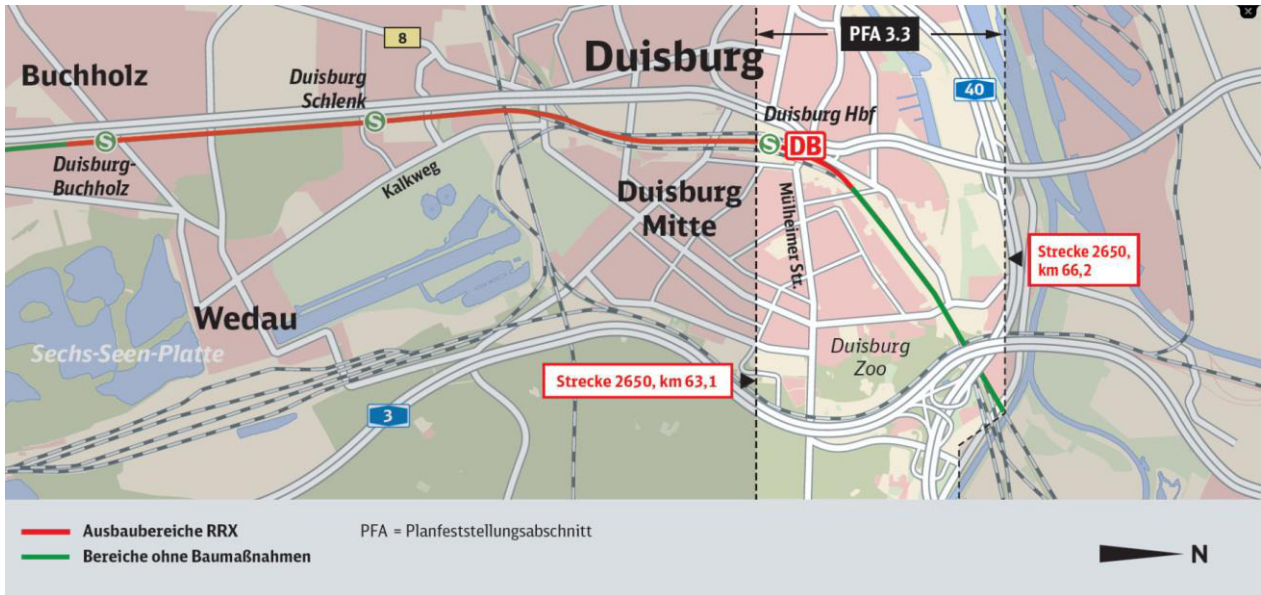 PFA 3.3
8
Duisburg
Buchholz
Duisburg
Schlenk
40
Duisburg Hbf
S
S
S
DB
Duisburg-
Buchholz
Kalkweg
Duisburg
Mitte
Mülheimer Str.
Strecke 2650,
km 66,2
Wedau
Sechs-Seen-Platte
Duisburg
Zoo
Strecke 2650, km 63,1
3
Ausbaubereiche RRX
PFA = Planfeststellungsabschnitt
Bereiche ohne Baumaßnahmen
N